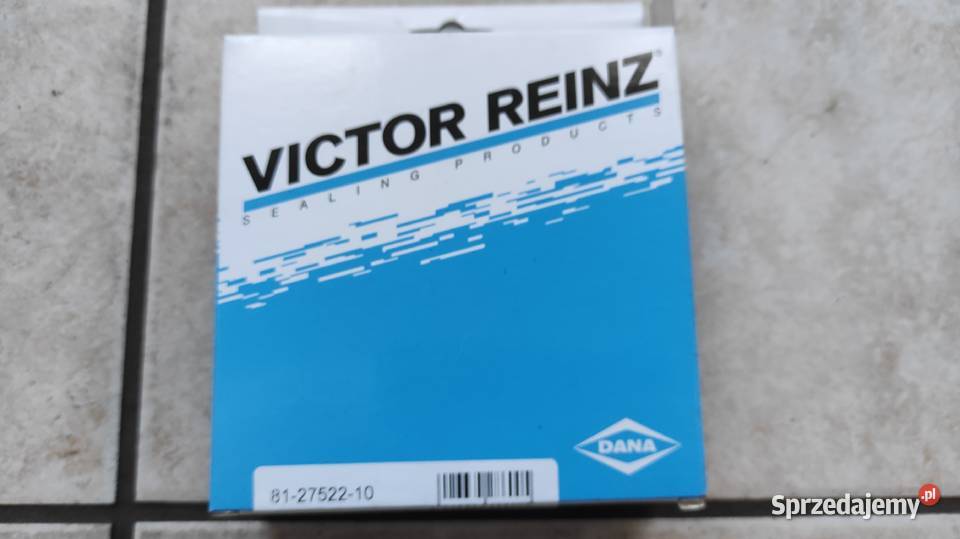 VICTOR REINZ®
SEALING PRODUCTS
DANA
81-27522-10
Sprzedajemy.pl